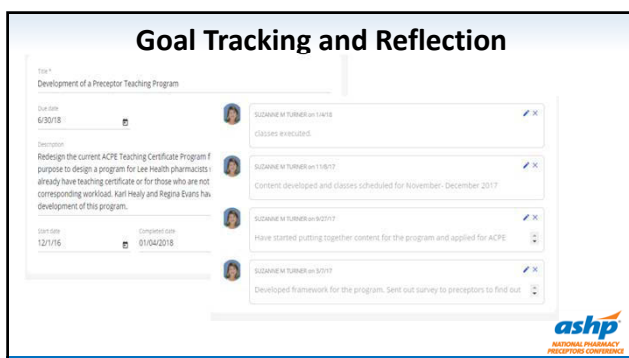 Goal Tracking and Reflection
Title *
Development of a Preceptor Teaching Program
Due date
6/30/18
Description
Redesign the current ACPE Teaching Certificate Program f
purpose to design a program for Lee Health pharmacists
already have teaching certificate or for those who are not
corresponding workload. Karl Healy and Regina Evans hav
development of this program.
Start date
12/1/16
Completed date
01/04/2018
SUZANNE M TURNER on 1/4/18
classes executed.
SUZANNE M TURNER on 11/6/17
Content developed and classes scheduled for November- December 2017
SUZANNE M TURNER on 6/27/17
Have started putting together content for the program and applied for ACPE
SUZANNE M TURNER on 3/7/17
Developed framework for the program. Sent out survey to preceptors to find out
ashp
NATIONAL PHARMACY
PRECEPTORS CONFERENCE